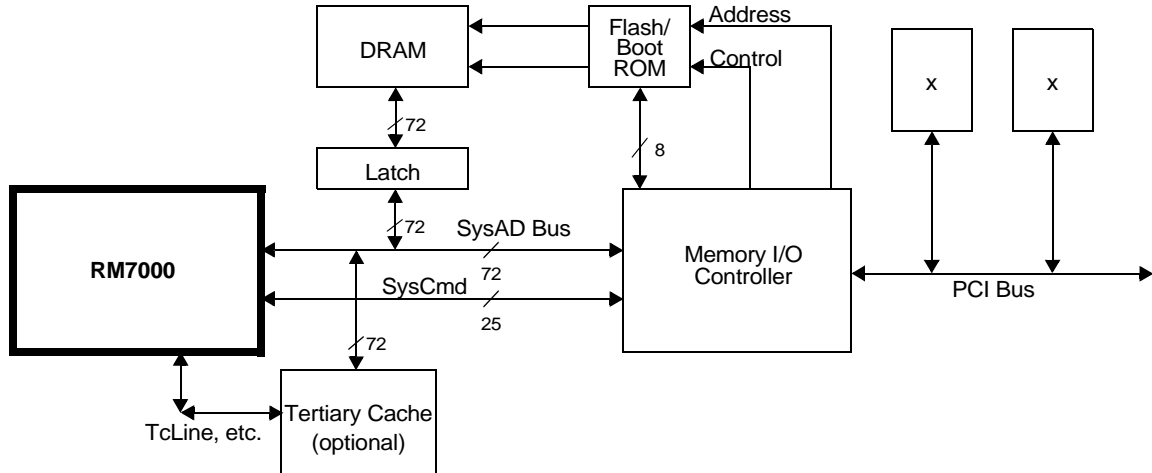 DRAM
Flash/
Boot
ROM
Address
Control
x
x
72
8
Latch
72
SysAD Bus
72
RM7000
Memory I/O
Controller
SysCmd
25
PCI Bus
72
TcLine, etc.
Tertiary Cache
(optional)